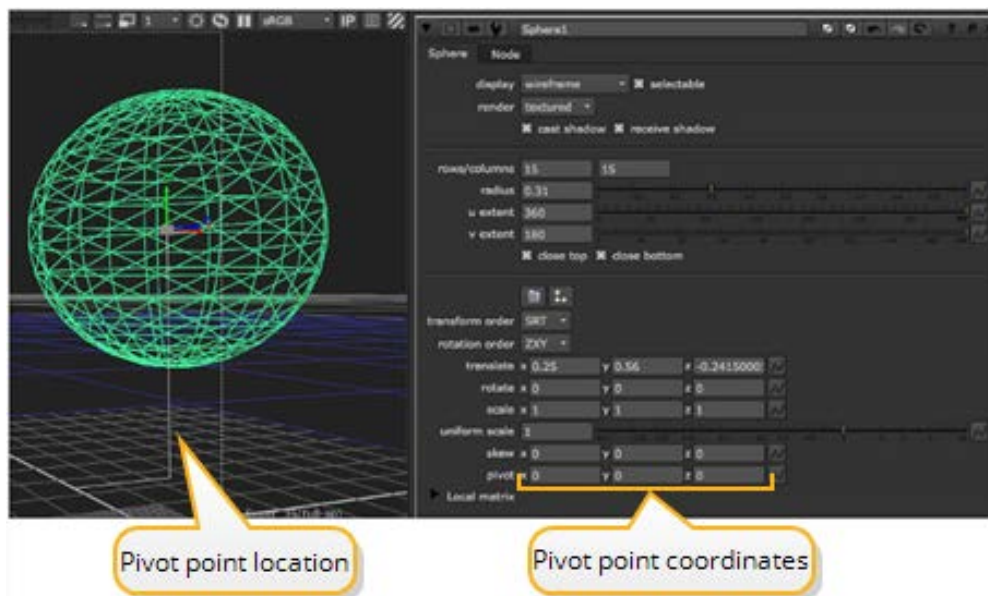 1 sRGB IP
Sphere1
Sphere Node
display wireframe selectable
render textured
cast shadow receive shadow
rows/columns 15 15
radius 0.31
u extent 360
v extent 180
close top close bottom
transform order SRT
rotation order ZXY
translate x 0.25 y 0.56 z -0.2415000
rotate x 0 y 0 z 0
scale x 1 y 1 z 1
uniform scale 1
skew x 0 y 0 z 0
pivot x 0 y 0 z 0
Local matrix
Pivot point location
Pivot point coordinates